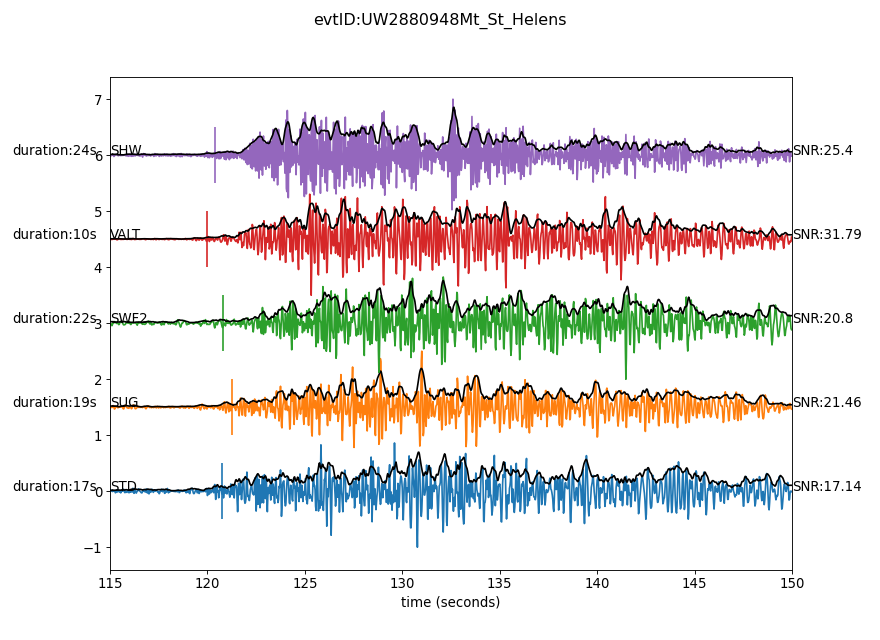 evtID:UW2880948Mt_St_Helens
7
duration:24s SHW 6 SNR:25.4
5
duration:10s VALT SNR:31.79
4
duration:22s SWF2 3 SNR:20.8
2
duration:19s SUG SNR:21.46
1
duration:17s STD 0 SNR:17.14
−1
115 120 125 130 135 140 145 150
time (seconds)